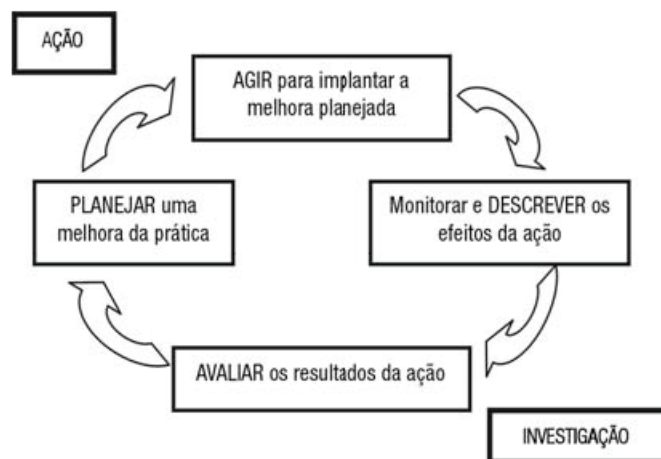 AÇÃO
AGIR para implantar a
melhora planejada
PLANEJAR uma
melhora da prática
Monitorar e DESCREVER os
efeitos da ação
AVALIAR os resultados da ação
INVESTIGAÇÃO